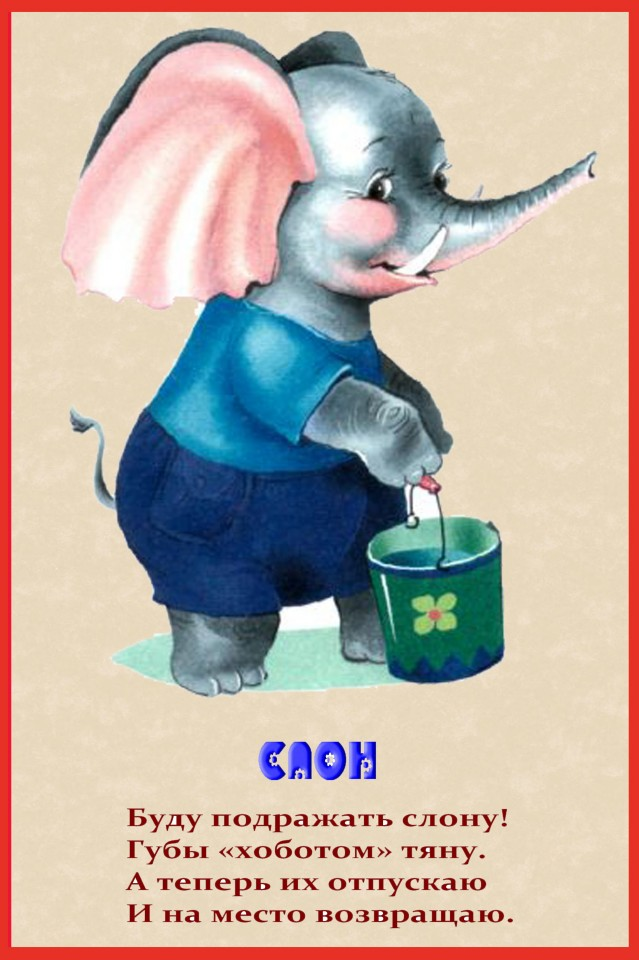 СЛОН
Буду подражать слону!
Губы «хоботом» тяну.
А теперь их отпускаю
И на место возвращаю.